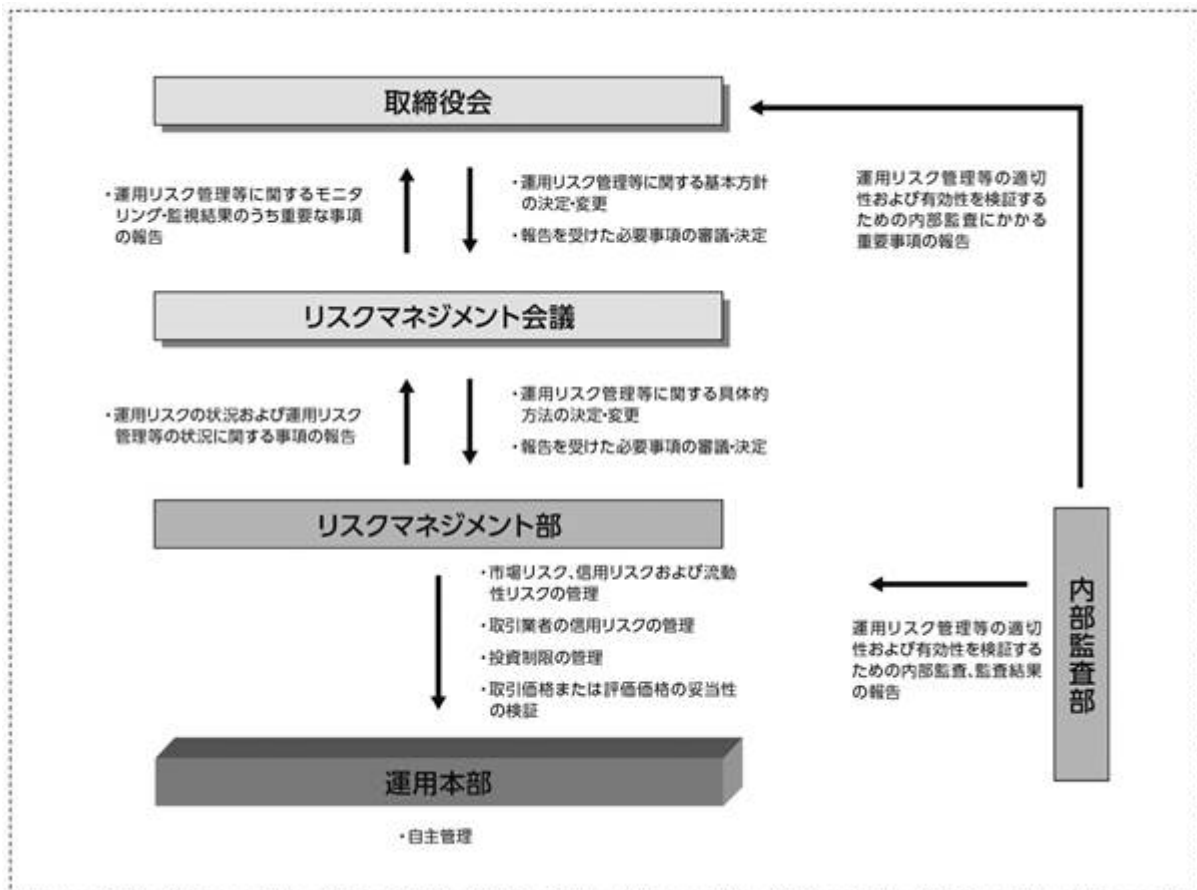 取締役会
・運用リスク管理等に関するモニタ
リング・監視結果のうち重要な事項
の報告
・運用リスク管理等に関する基本方針
の決定・変更
・報告を受けた必要事項の審議・決定
運用リスク管理等の適切
性および有効性を検証する
ための内部監査にかかる
重要事項の報告
リスクマネジメント会議
・運用リスクの状況および運用リスク
管理等の状況に関する事項の報告
・運用リスク管理等に関する具体的
方法の決定・変更
・報告を受けた必要事項の審議・決定
リスクマネジメント部
・市場リスク、信用リスクおよび流動
性リスクの管理
・取引業者の信用リスクの管理
・投資制限の管理
・取引価格または評価価格の妥当性
の検証
運用リスク管理等の適切
性および有効性を検証する
ための内部監査、監査結果
の報告
内部監査部
運用本部
・自主管理